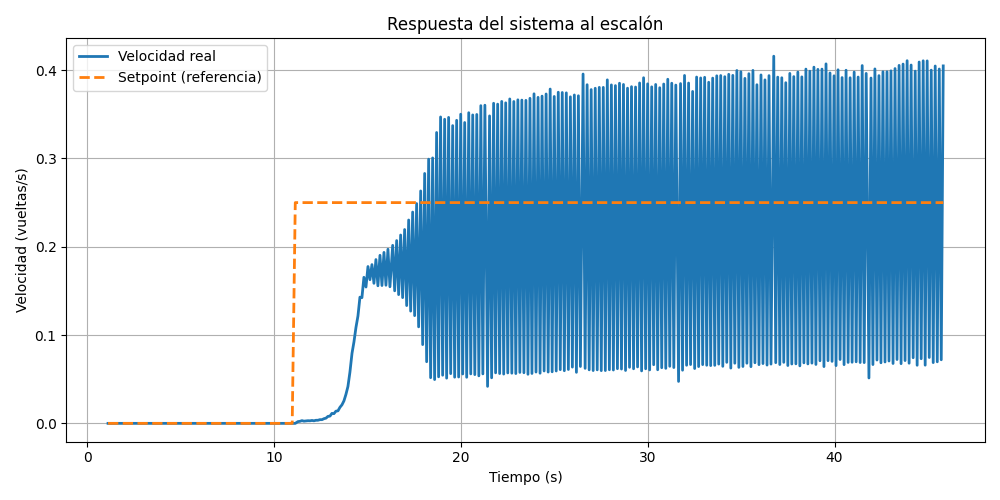 Respuesta del sistema al escalón
Velocidad real
Setpoint (referencia)
Velocidad (vueltas/s)
0.4
0.3
0.2
0.1
0.0
0 10 20 30 40
Tiempo (s)